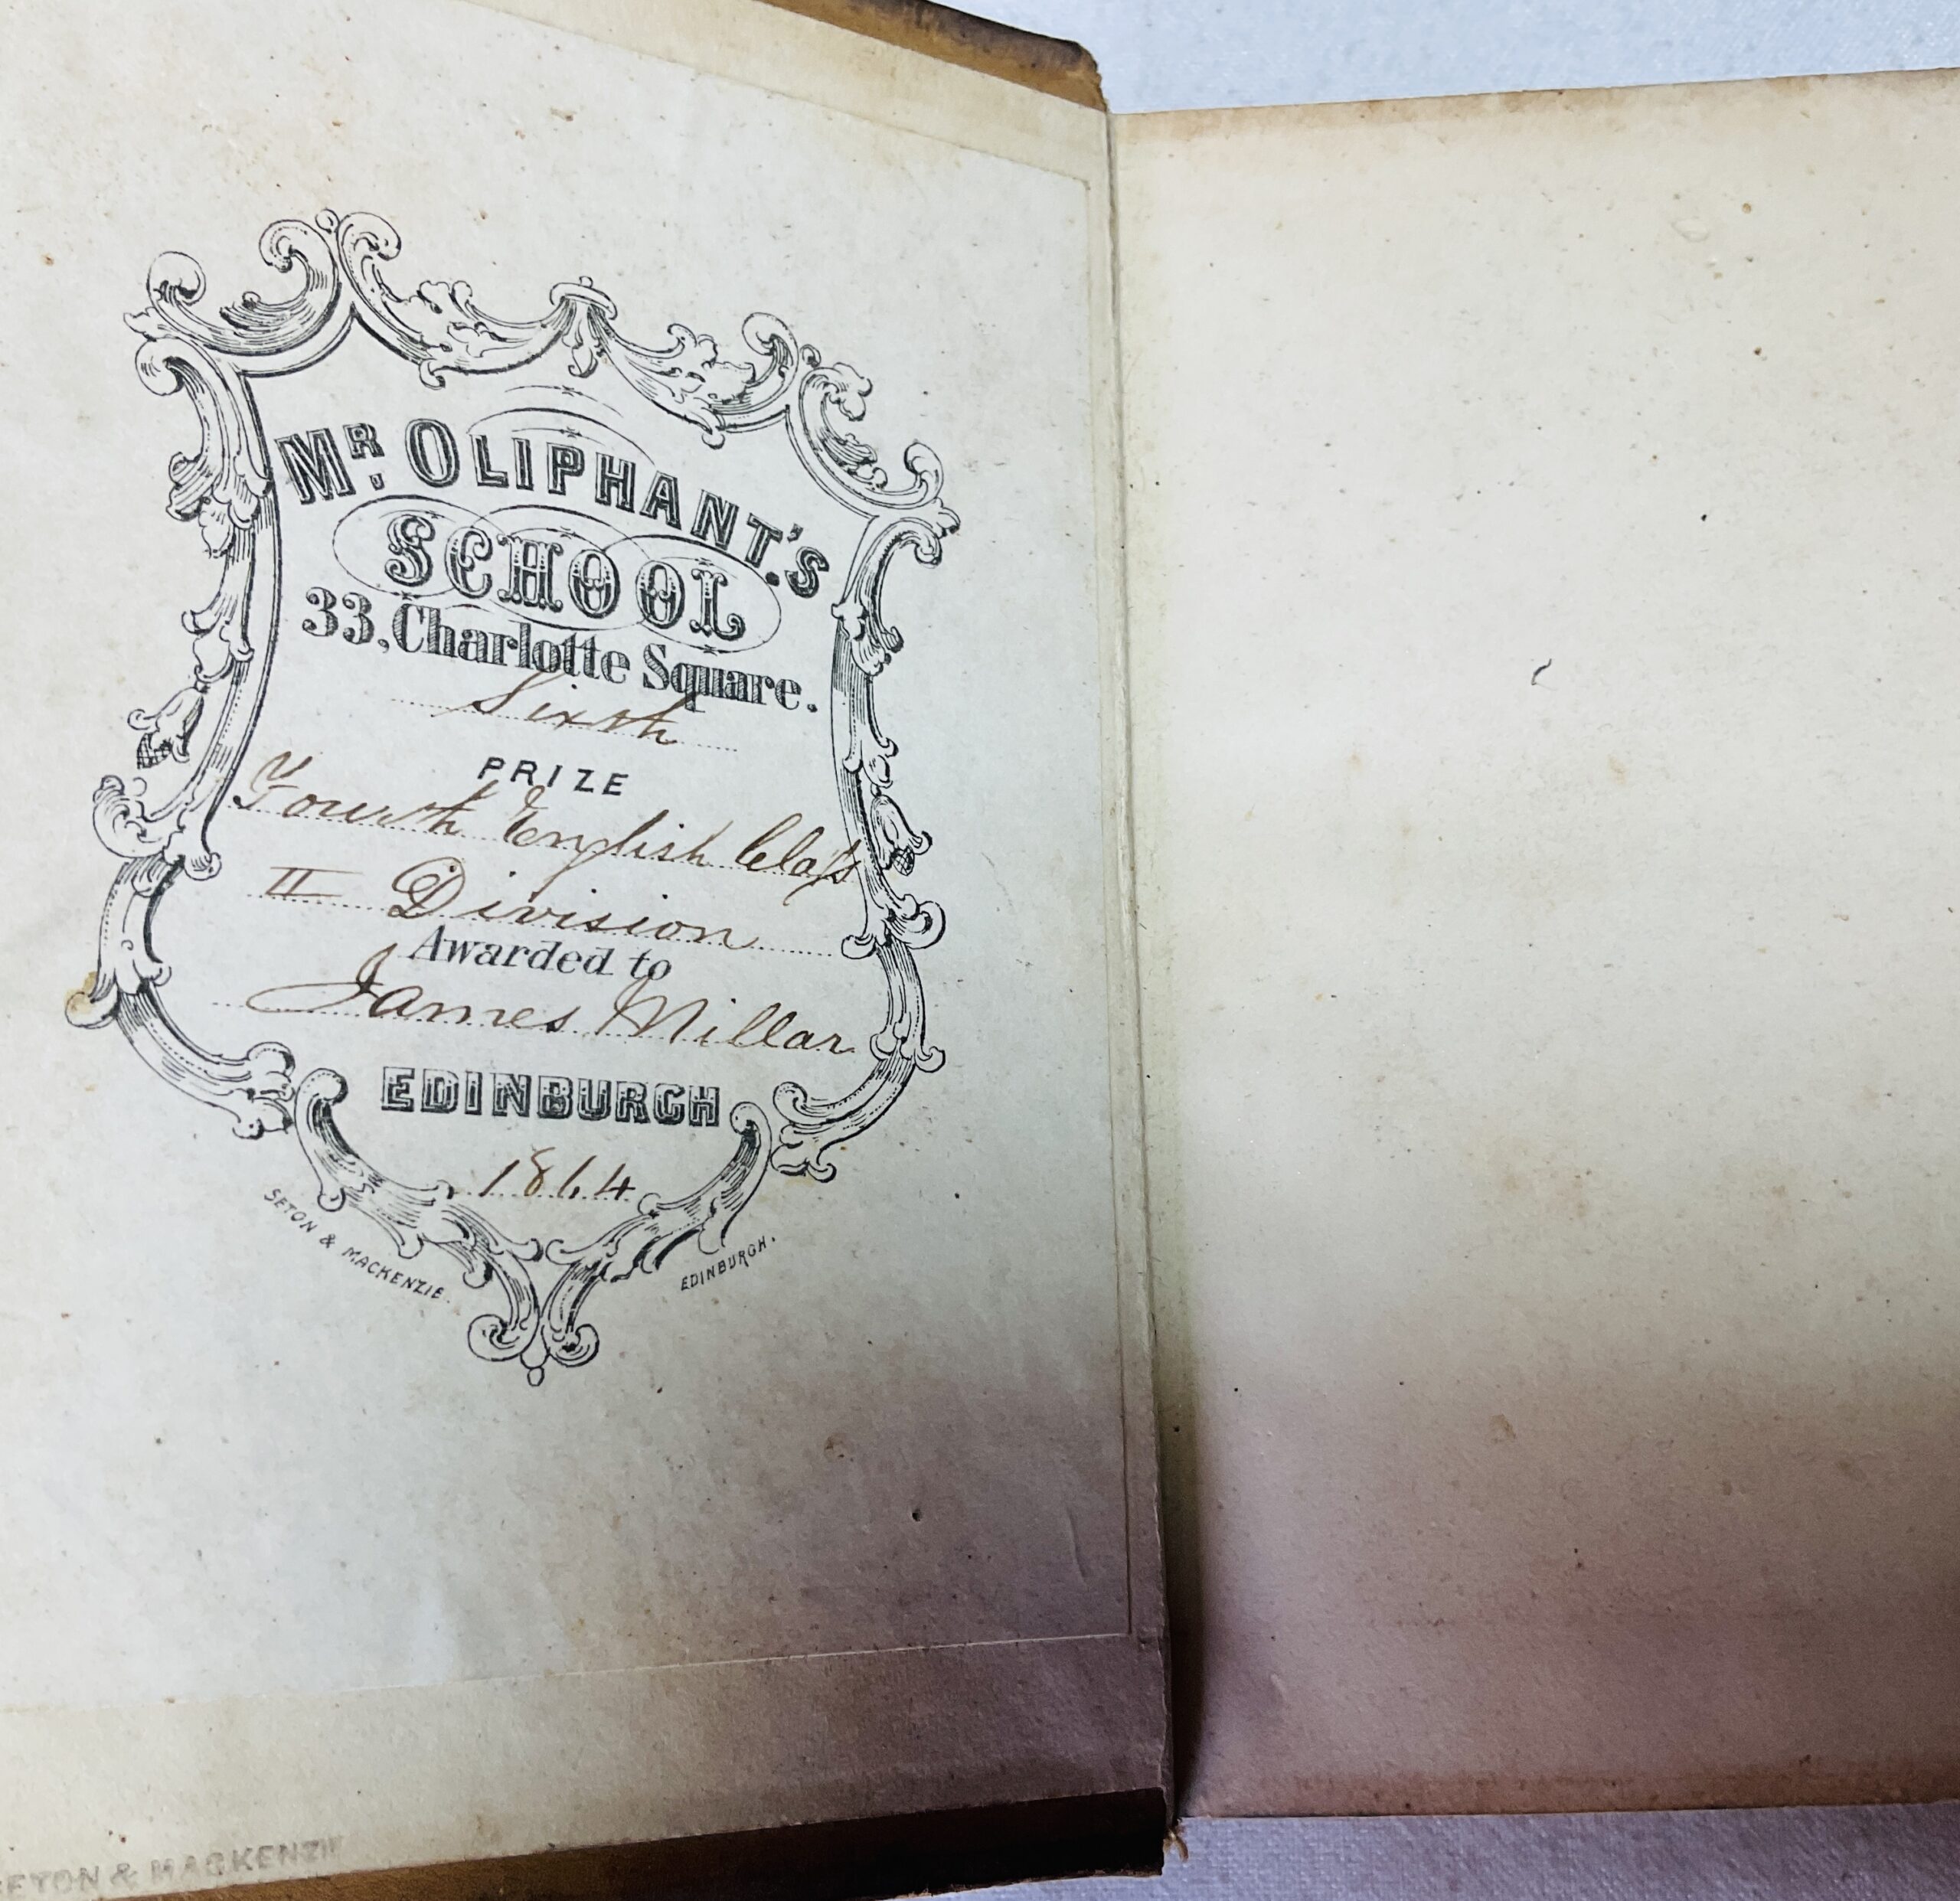 MR. OLIPHANT'S
SCHOOL
33, Charlotte Square.
Sixth
PRIZE
Fourth English Claſs
II Division
Awarded to
James Millar
EDINBURGH
1864
SETON & MACKENZIE. EDINBURGH.
SETON & MACKENZIE